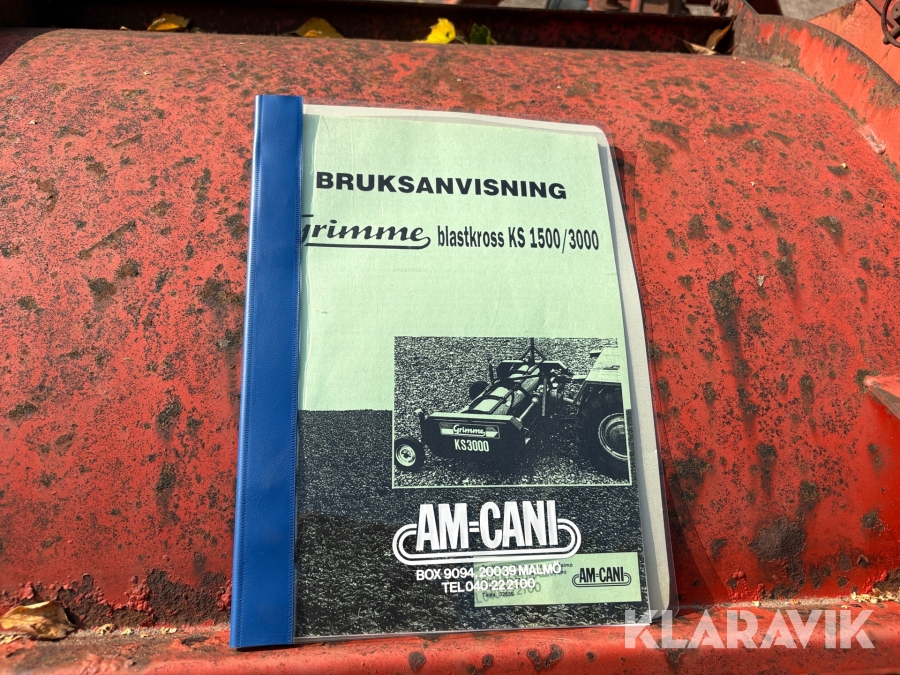 BRUKSANVISNING
Grimme blastkross KS 1500/3000
Grimme
KS3000
AM-CANI
BOX 9094, 20039 MALMÖ
TEL 040-22 2100
AM-CANI
KLARAVIK